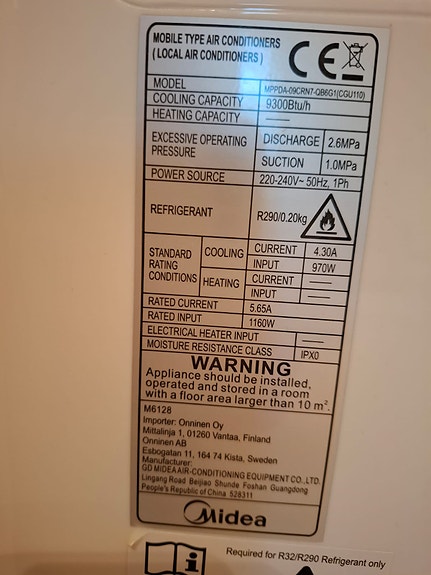 MOBILE TYPE AIR CONDITIONERS
( LOCAL AIR CONDITIONERS )
CE
MODEL MPPDA-09CRN7-QB6G1(CGU110)
COOLING CAPACITY 9300Btu/h
HEATING CAPACITY ——
EXCESSIVE OPERATING PRESSURE DISCHARGE 2.6MPa
SUCTION 1.0MPa
POWER SOURCE 220-240V~ 50Hz, 1Ph
REFRIGERANT R290/0.20kg
STANDARD RATING CONDITIONS COOLING CURRENT 4.30A
INPUT 970W
HEATING CURRENT ——
INPUT ——
RATED CURRENT 5.65A
RATED INPUT 1160W
ELECTRICAL HEATER INPUT ——
MOISTURE RESISTANCE CLASS IPX0
WARNING
Appliance should be installed,
operated and stored in a room
with a floor area larger than 10 m².
M6128
Importer: Onninen Oy
Mittalinja 1, 01260 Vantaa, Finland
Onninen AB
Esbogatan 11, 164 74 Kista, Sweden
Manufacturer:
GD MIDEA AIR-CONDITIONING EQUIPMENT CO.,LTD.
Lingang Road Beijiao Shunde Foshan Guangdong
People's Republic of China 528311
Midea
Required for R32/R290 Refrigerant only